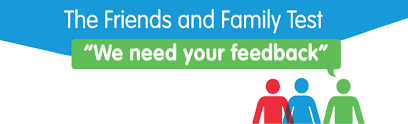 The Friends and Family Test
“We need your feedback”